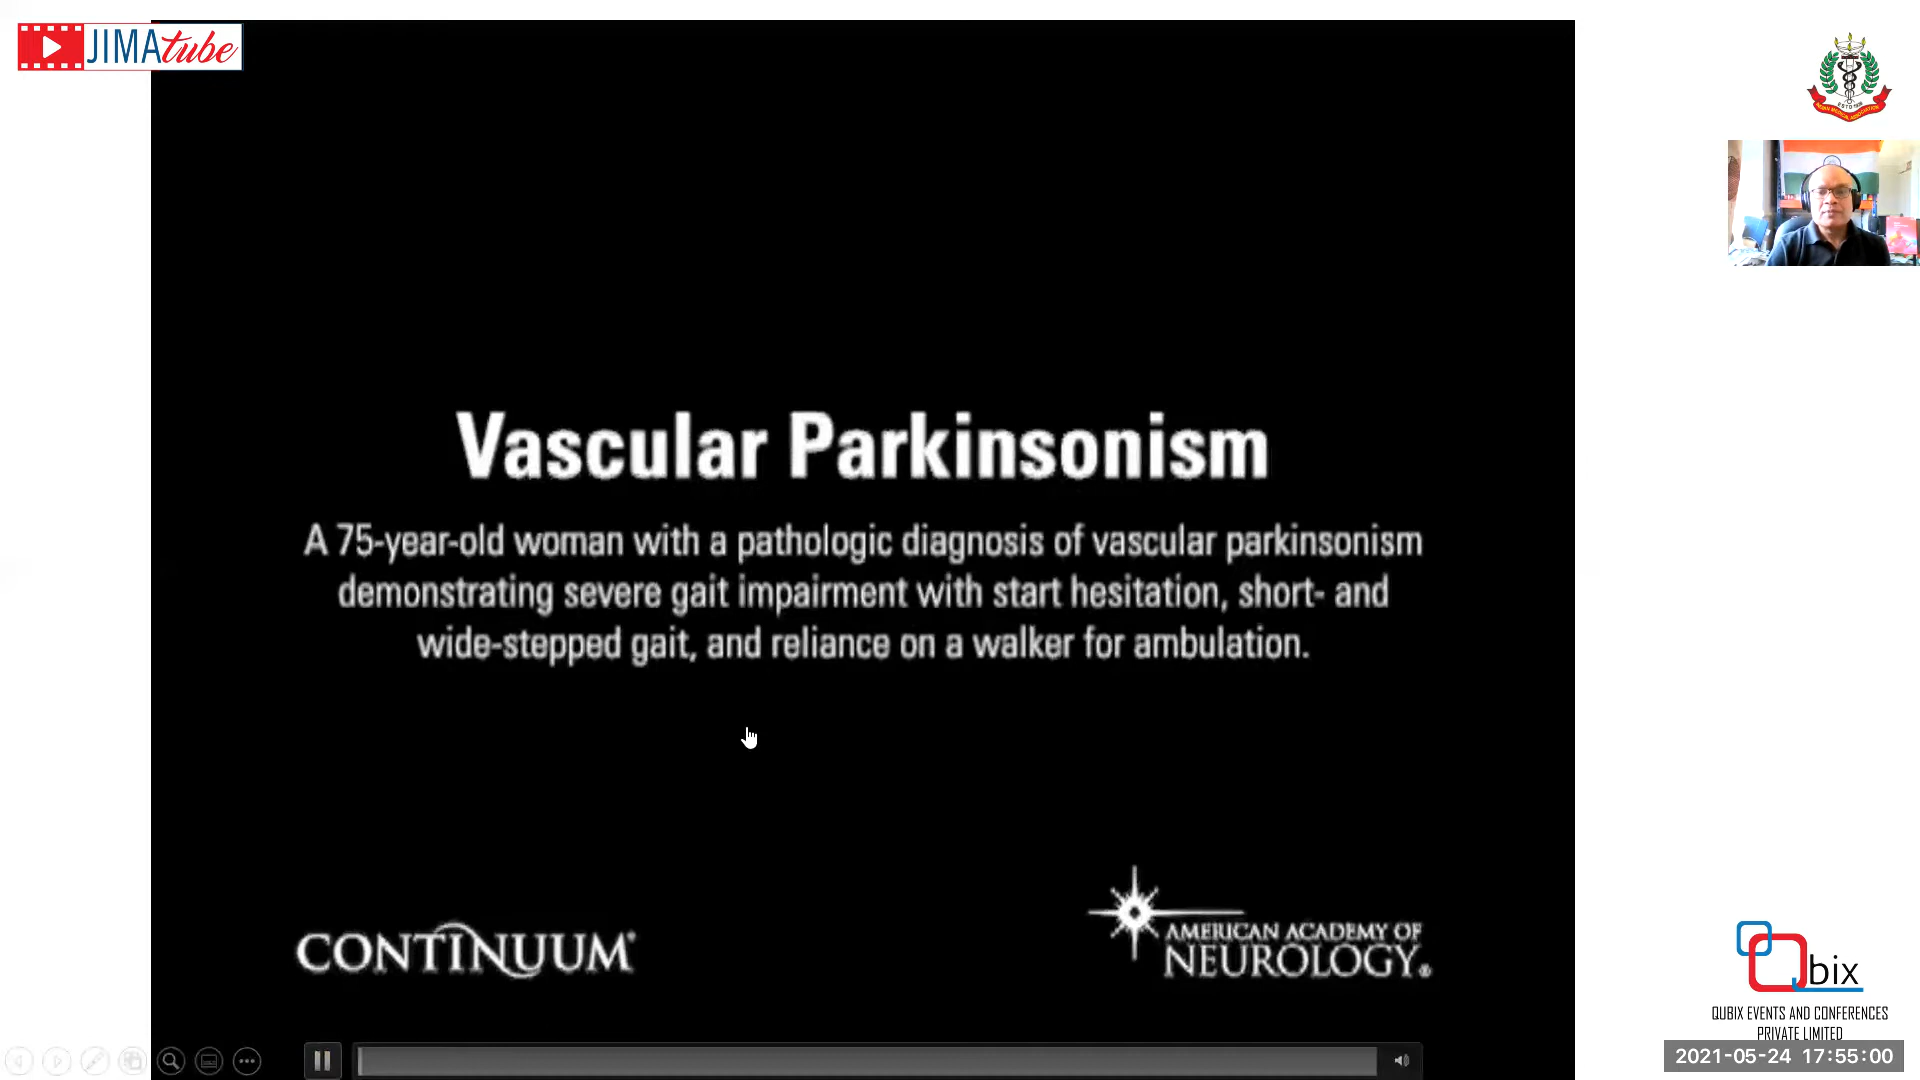 JIMAtube
Vascular Parkinsonism
A 75-year-old woman with a pathologic diagnosis of vascular parkinsonism
demonstrating severe gait impairment with start hesitation, short- and
wide-stepped gait, and reliance on a walker for ambulation.
CONTINUUM®
AMERICAN ACADEMY OF
NEUROLOGY®
Qbix
QUBIX EVENTS AND CONFERENCES
PRIVATE LIMITED
2021-05-24 17:55:00